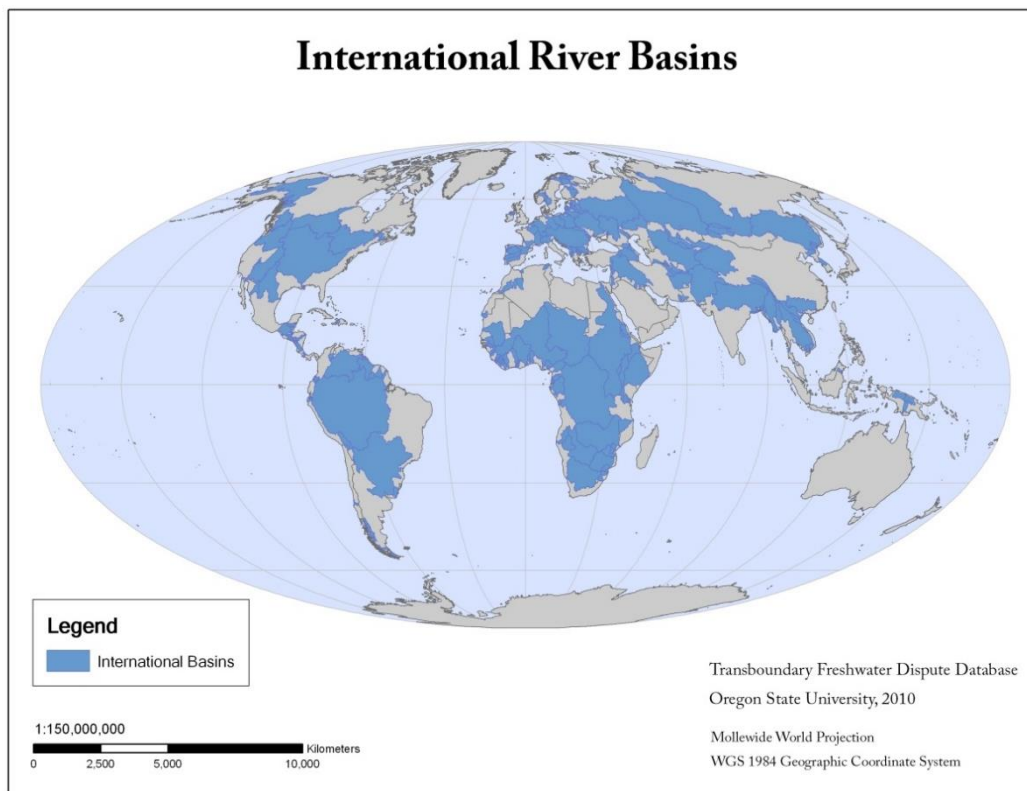 International River Basins
Legend
International Basins
1:150,000,000
Kilometers
0 2,500 5,000 10,000
Transboundary Freshwater Dispute Database
Oregon State University, 2010
Mollewide World Projection
WGS 1984 Geographic Coordinate System